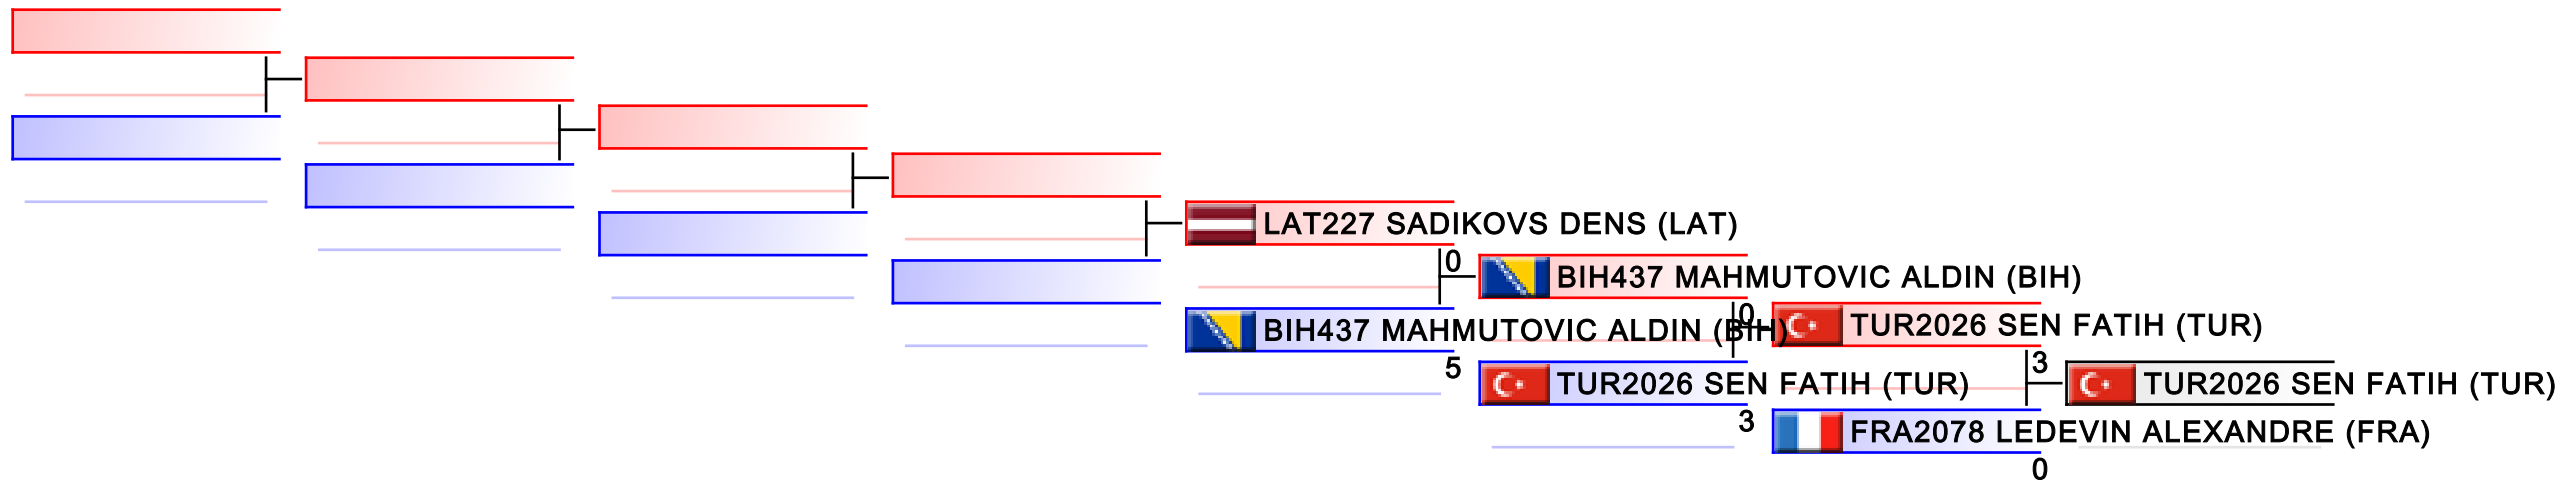 LAT227 SADIKOVS DENS (LAT)
0
BIH437 MAHMUTOVIC ALDIN (BIH)
5
BIH437 MAHMUTOVIC ALDIN (BIH)
0
TUR2026 SEN FATIH (TUR)
3
TUR2026 SEN FATIH (TUR)
3
FRA2078 LEDEVIN ALEXANDRE (FRA)
0
TUR2026 SEN FATIH (TUR)